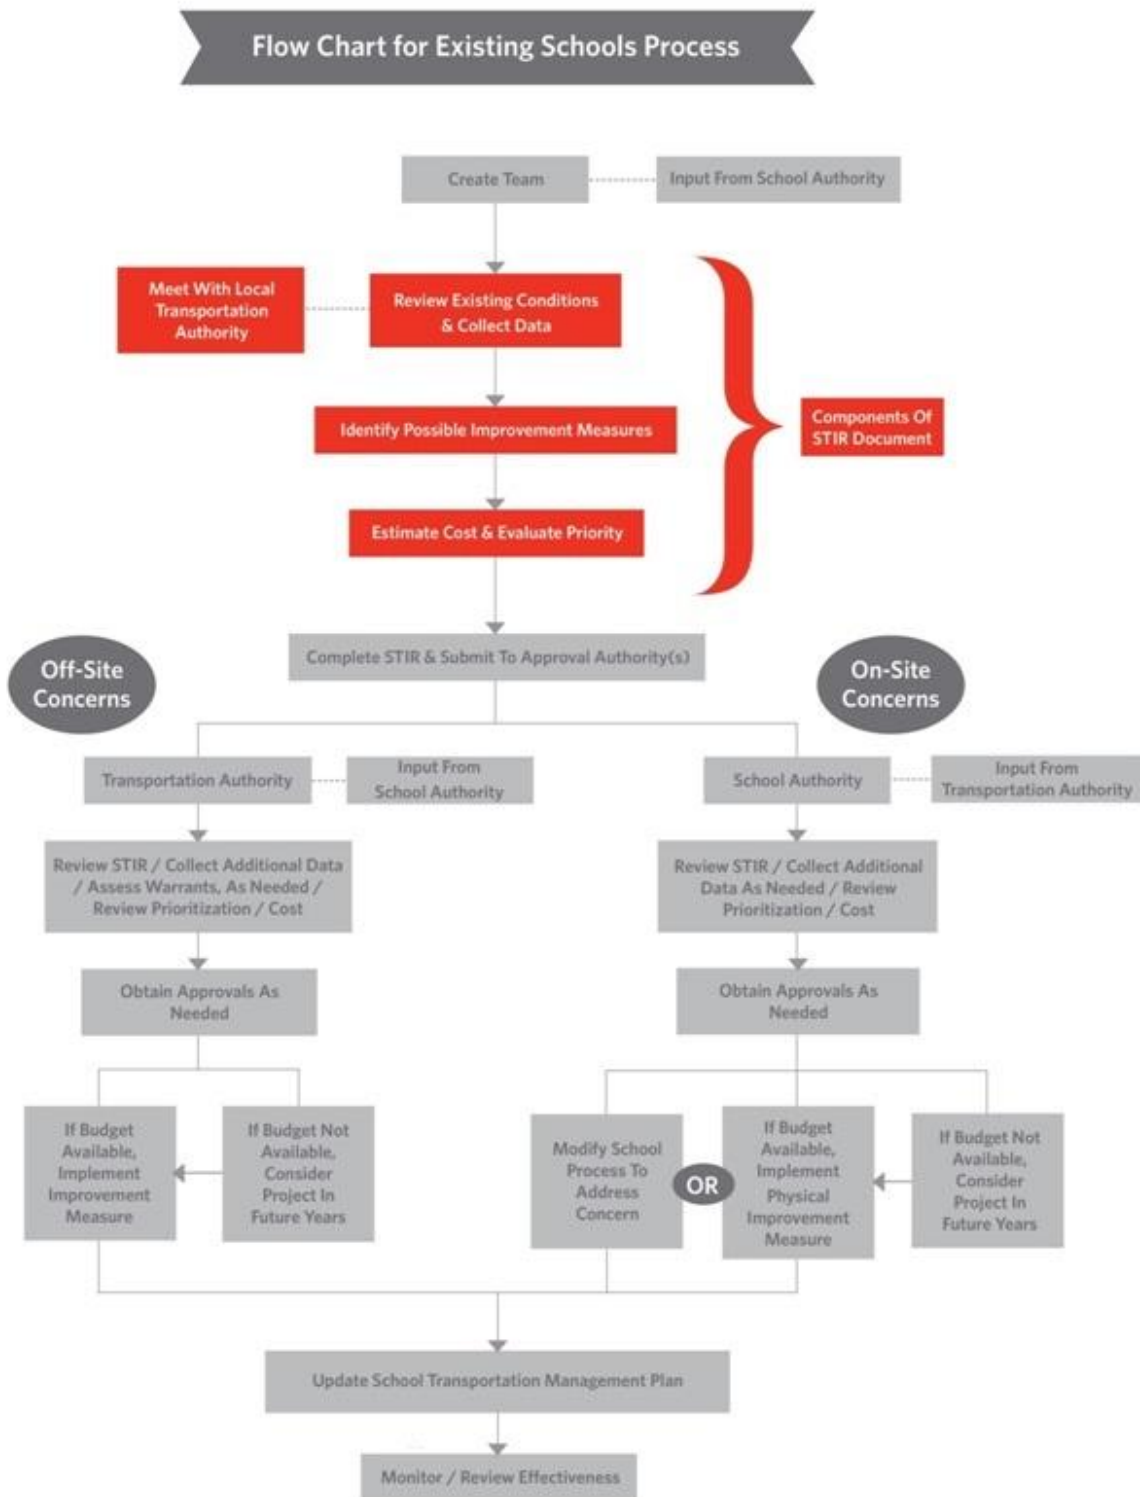 Flow Chart for Existing Schools Process
Create Team
Input From School Authority
Meet With Local
Transportation
Authority
Review Existing Conditions
& Collect Data
Identify Possible Improvement Measures
Components Of
STIR Document
Estimate Cost & Evaluate Priority
Complete STIR & Submit To Approval Authority(s)
Off-Site
Concerns
On-Site
Concerns
Transportation Authority
Input From
School Authority
School Authority
Input From
Transportation Authority
Review STIR / Collect Additional Data
/ Assess Warrants, As Needed /
Review Prioritization / Cost
Review STIR / Collect Additional
Data As Needed / Review
Prioritization / Cost
Obtain Approvals As
Needed
Obtain Approvals As
Needed
If Budget
Available,
Implement
Improvement
Measure
If Budget Not
Available,
Consider
Project In
Future Years
Modify School
Process To
Address
Concern
OR
If Budget
Available,
Implement
Physical
Improvement
Measure
If Budget Not
Available,
Consider
Project In
Future Years
Update School Transportation Management Plan
Monitor / Review Effectiveness